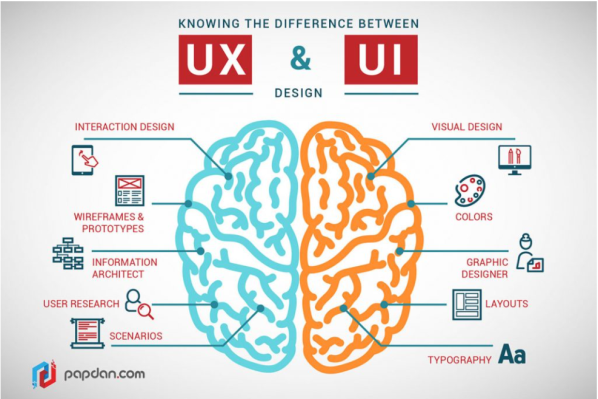 KNOWING THE DIFFERENCE BETWEEN
UX & UI
DESIGN
INTERACTION DESIGN
WIREFRAMES &
PROTOTYPES
INFORMATION
ARCHITECT
USER RESEARCH
SCENARIOS
VISUAL DESIGN
COLORS
GRAPHIC
DESIGNER
LAYOUTS
TYPOGRAPHY Aa
papdan.com